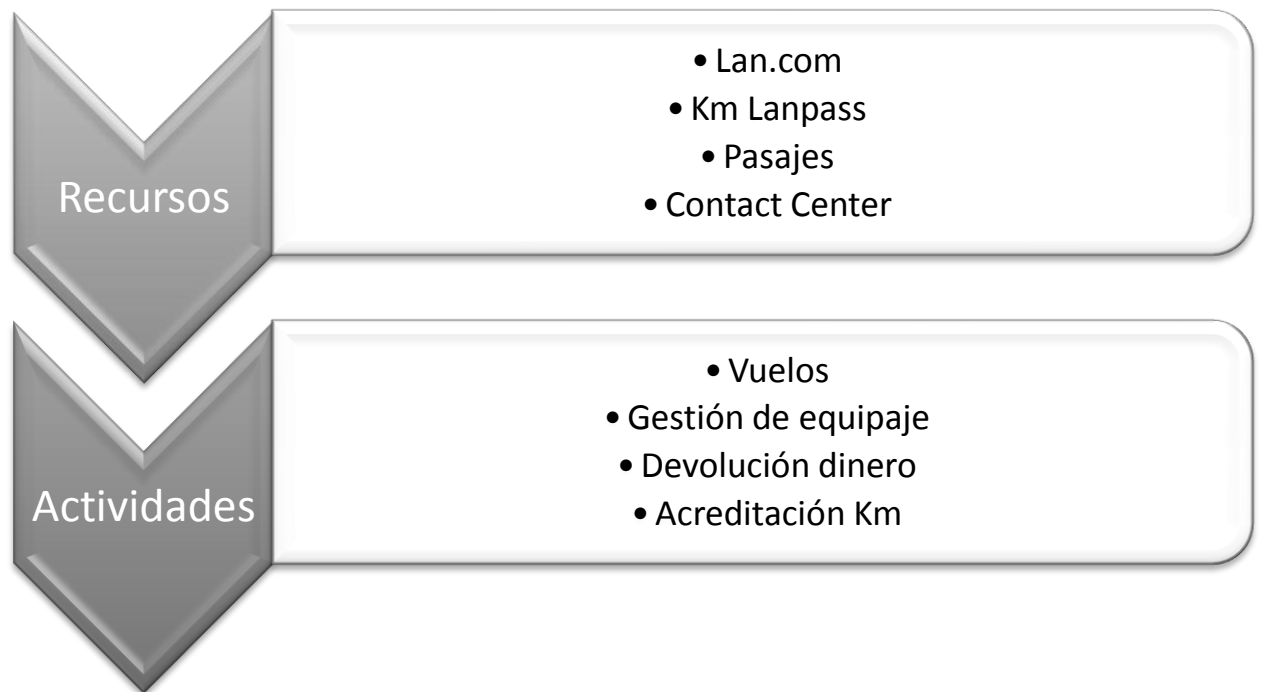 Recursos
• Lan.com
• Km Lanpass
• Pasajes
• Contact Center
Actividades
• Vuelos
• Gestión de equipaje
• Devolución dinero
• Acreditación Km